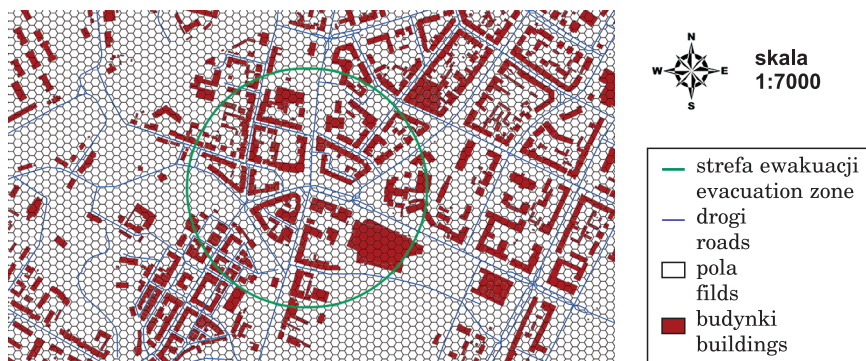 N
W E
S
skala
1:7000
strefa ewakuacji
evacuation zone
drogi
roads
pola
filds
budynki
buildings